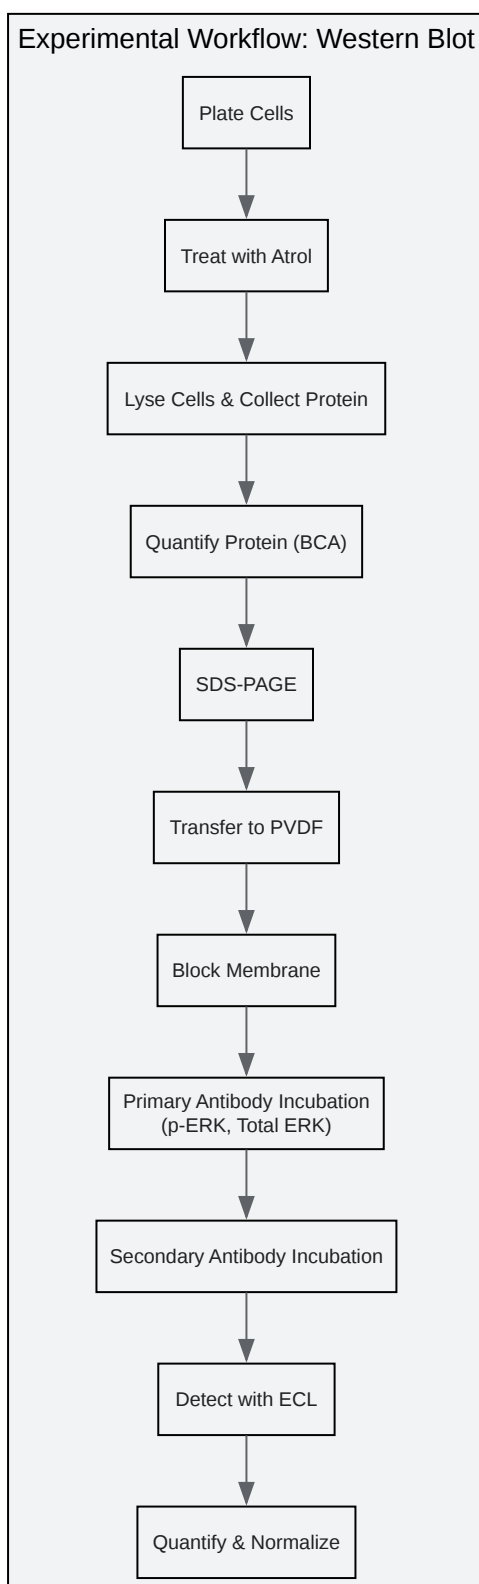 Experimental Workflow: Western Blot
Plate Cells
Treat with Atrol
Lyse Cells & Collect Protein
Quantify Protein (BCA)
SDS-PAGE
Transfer to PVDF
Block Membrane
Primary Antibody Incubation
(p-ERK, Total ERK)
Secondary Antibody Incubation
Detect with ECL
Quantify & Normalize